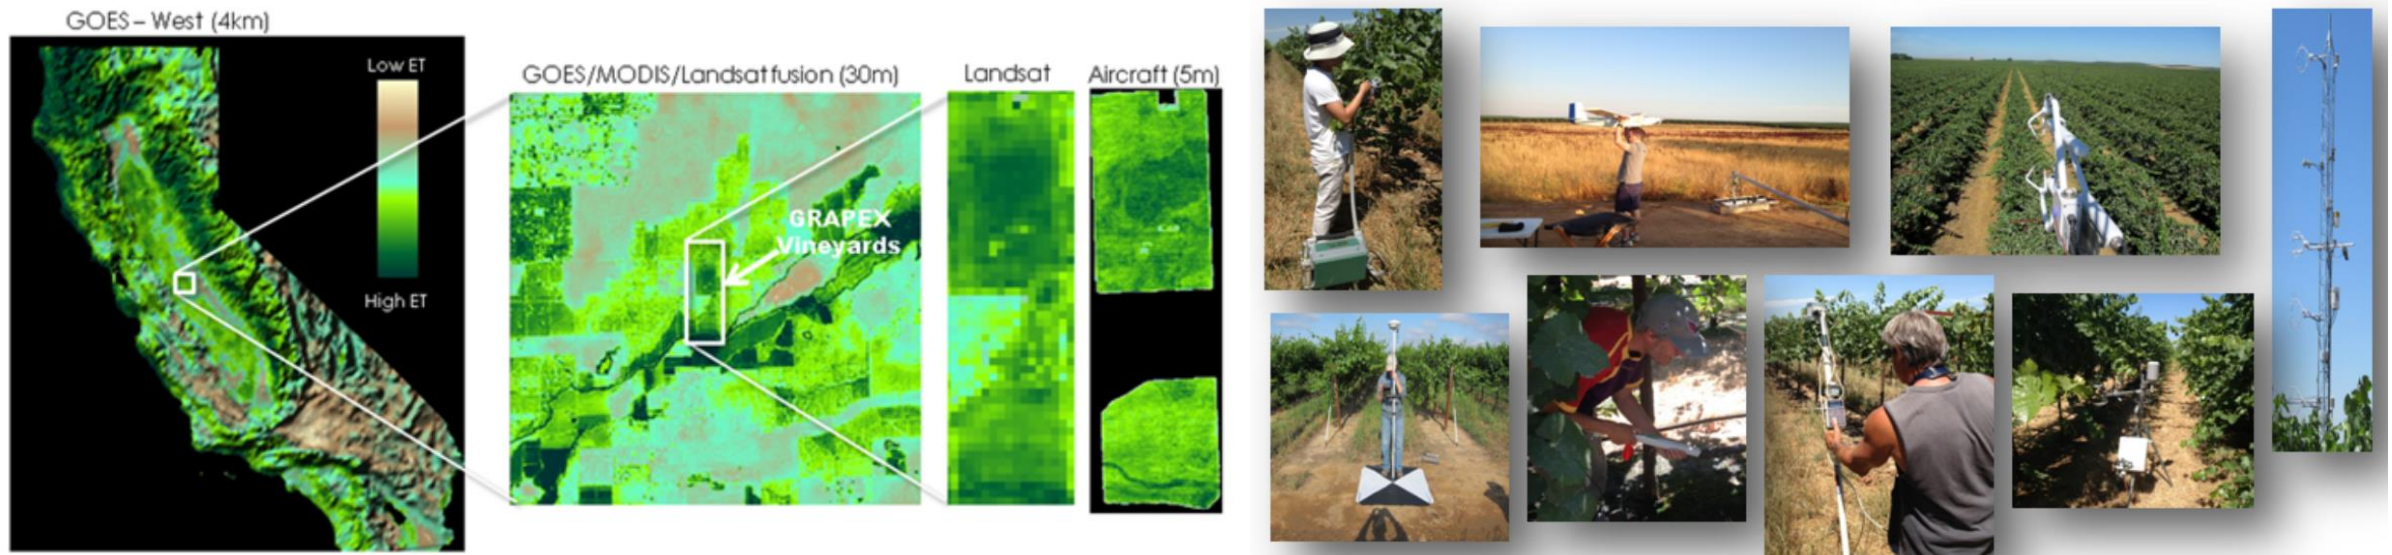 GOES – West (4km)
Low ET
High ET
GOES/MODIS/Landsat fusion (30m)
GRAPEX
Vineyards
Landsat
Aircraft (5m)